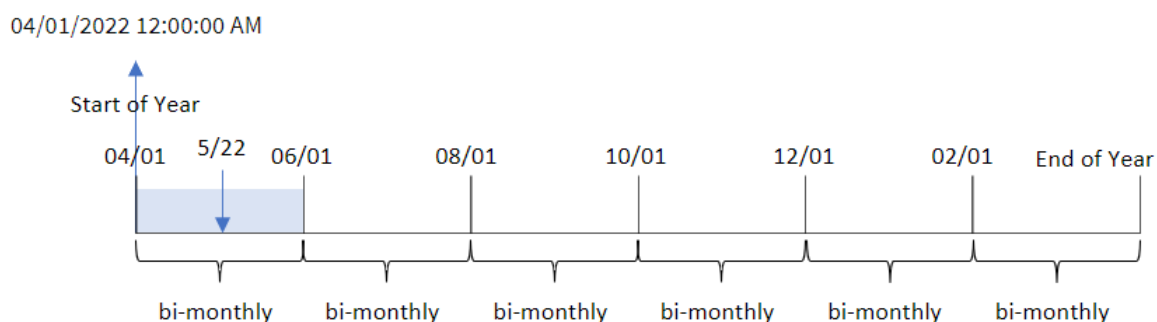 04/01/2022 12:00:00 AM
Start of Year
04/01 5/22 06/01 08/01 10/01 12/01 02/01 End of Year
bi-monthly bi-monthly bi-monthly bi-monthly bi-monthly bi-monthly